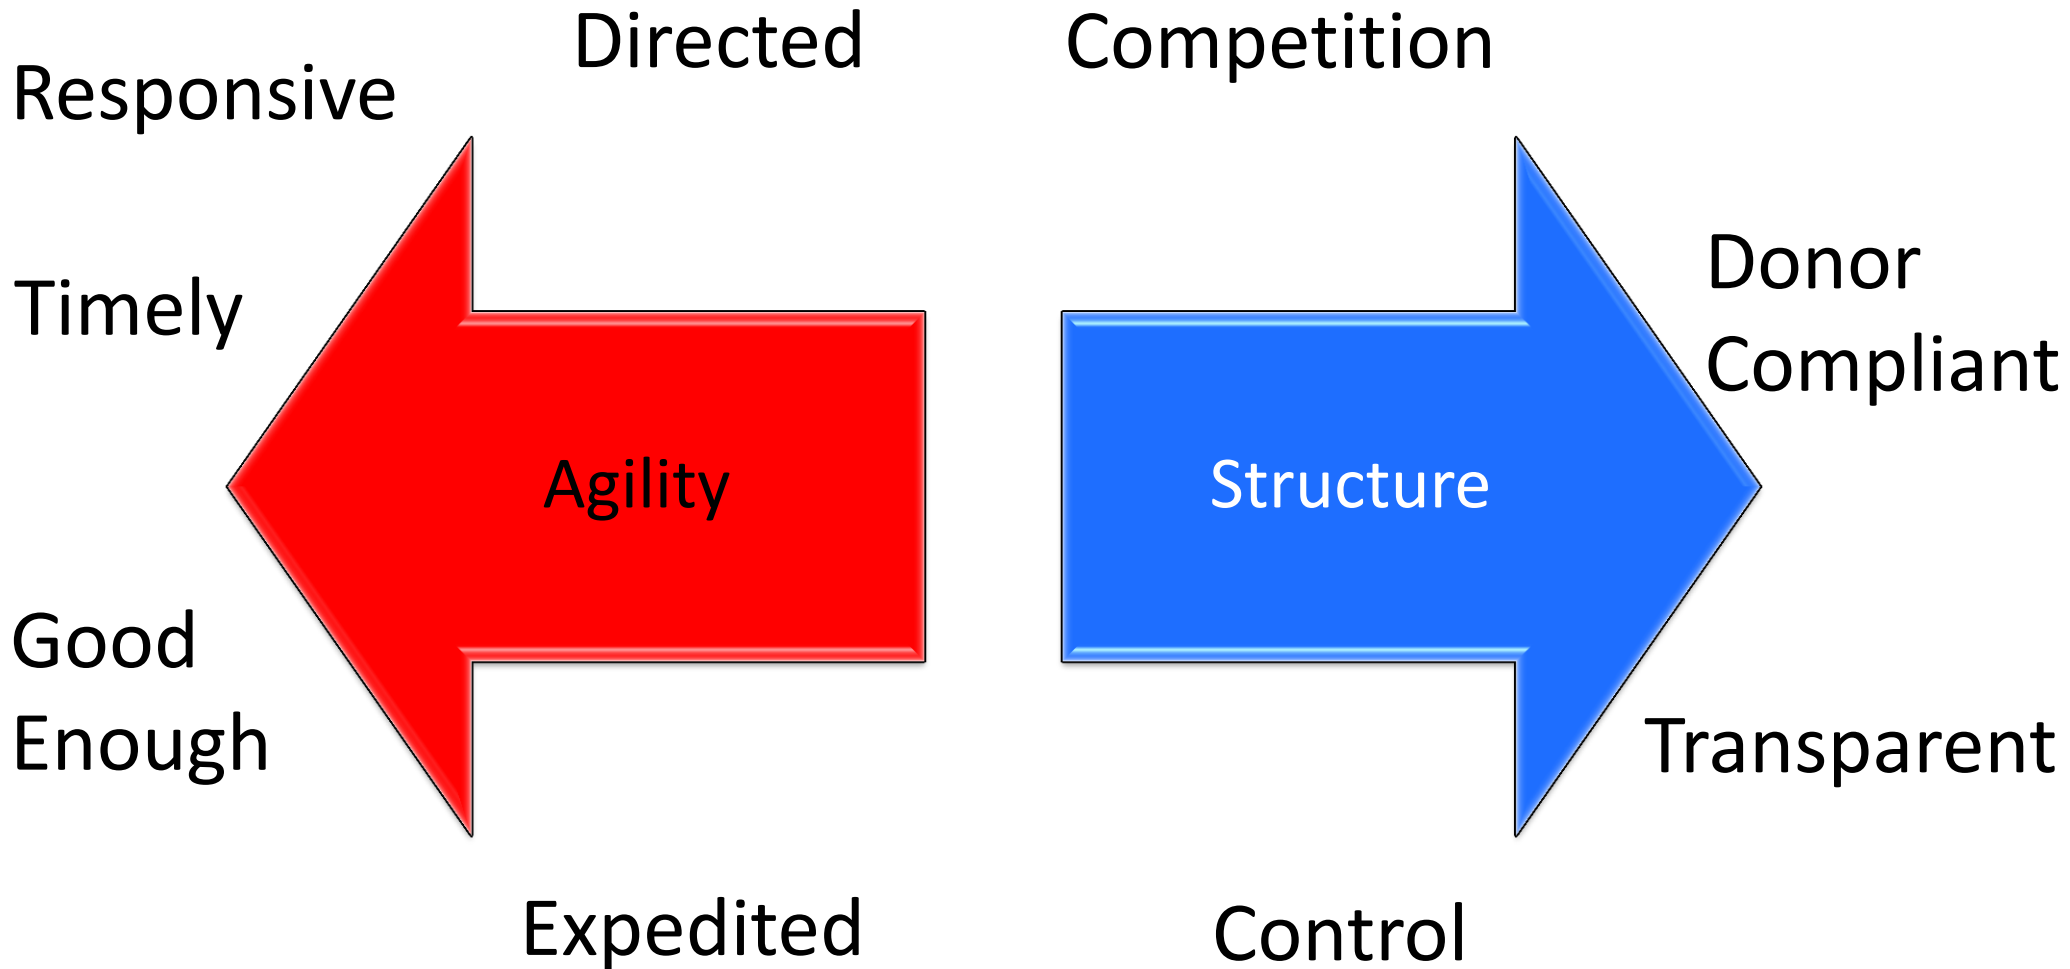 Directed
Competition
Responsive
Donor
Compliant
Timely
Agility
Structure
Good
Enough
Transparent
Expedited
Control